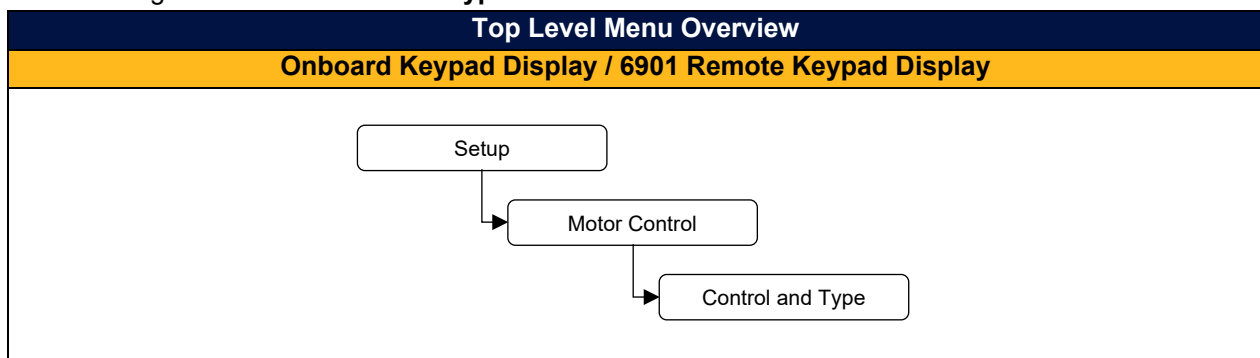 Top Level Menu Overview
Onboard Keypad Display / 6901 Remote Keypad Display
Setup
Motor Control
Control and Type